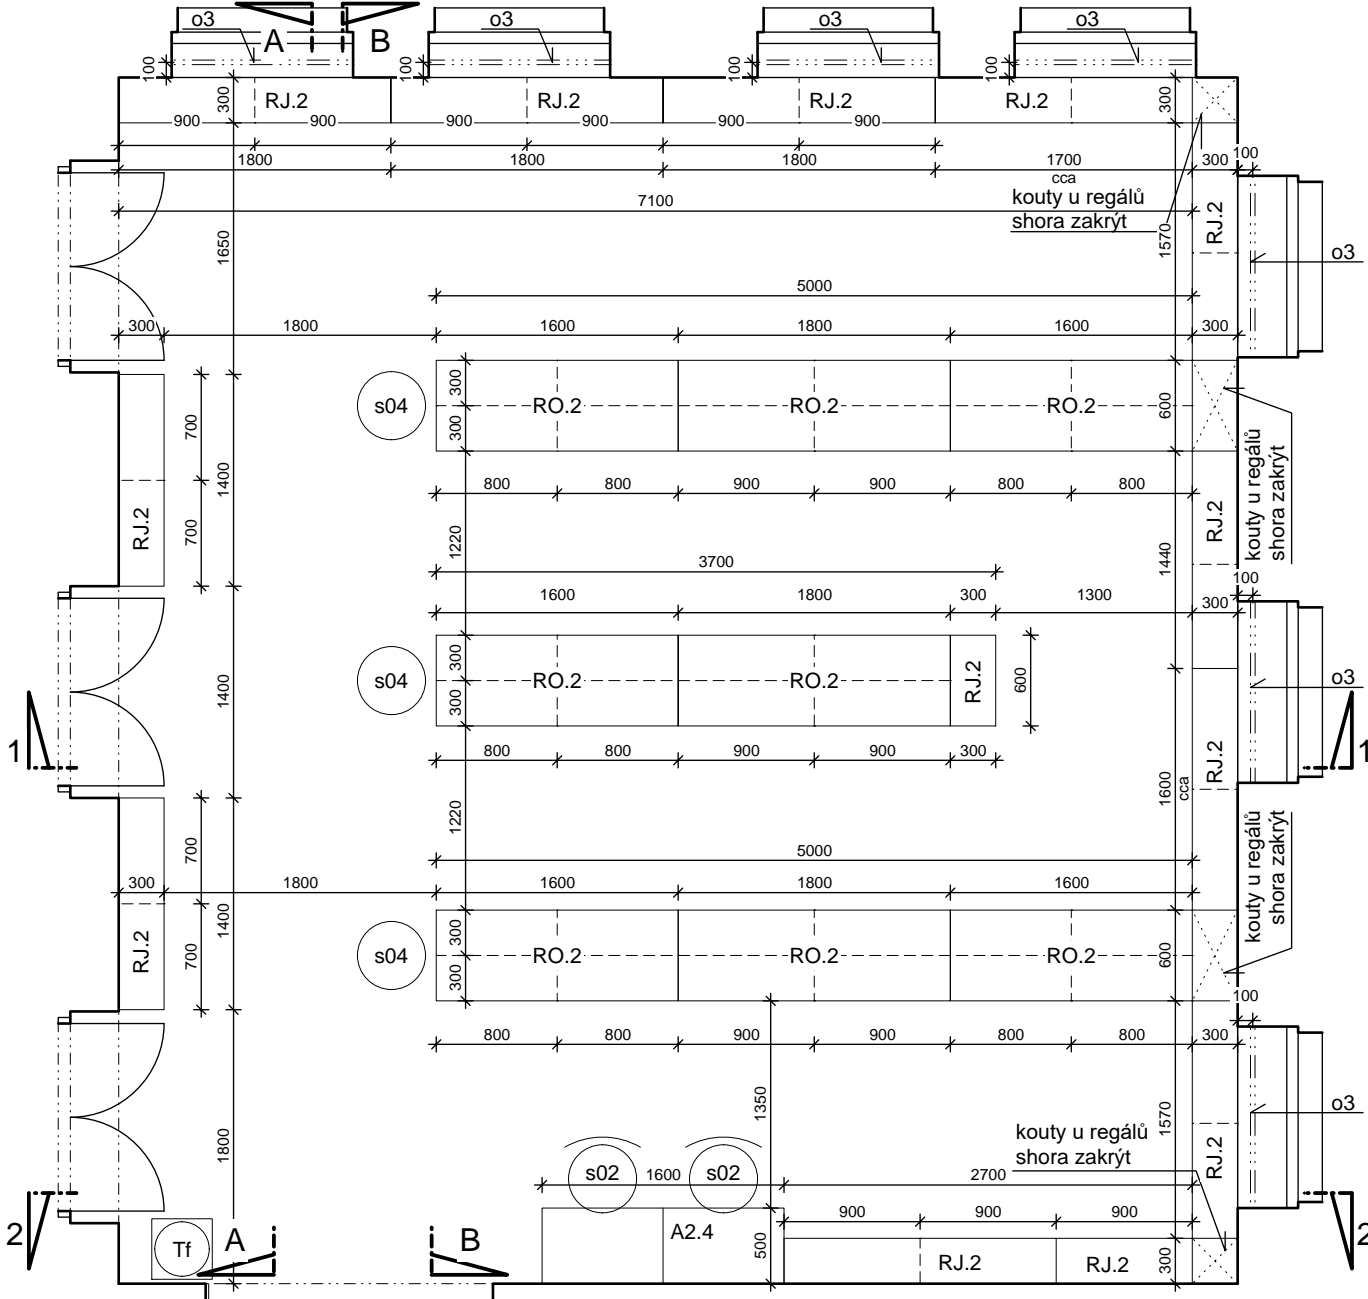 o3 A B o3 o3 o3
100 100 100 100
300 RJ.2 RJ.2 RJ.2 RJ.2 300
900 900 900 900 900 900
1800 1800 1800 1700 300 100
cca
kouty u regálů
shora zakrýt
7100
RJ.2
1650 1570
o3
5000
300 1800 1600 1800 1600 300
s04 300 RO.2 RO.2 RO.2 600
300
700 1400
800 800 900 900 800 800
kouty u regálů
shora zakrýt
RJ.2 700 1220 1440 RJ.2
3700
100
1600 1800 300 1300 300
s04 300 RO.2 RO.2 RJ.2 600
300
1400
o3
1 1
800 800 900 900 300
RJ.2
1600
cca
700 1220
kouty u regálů
shora zakrýt
5000
300 1800 1600 1800 1600
1400
RJ.2 700
s04 300 RO.2 RO.2 RO.2 600
300
100
800 800 900 900 800 800 300
1350 1570
o3
kouty u regálů
shora zakrýt
RJ.2
1800
s02 s02
1600 2700
900 900 900
2 2
Tf A B
A2.4 500
RJ.2 RJ.2 300